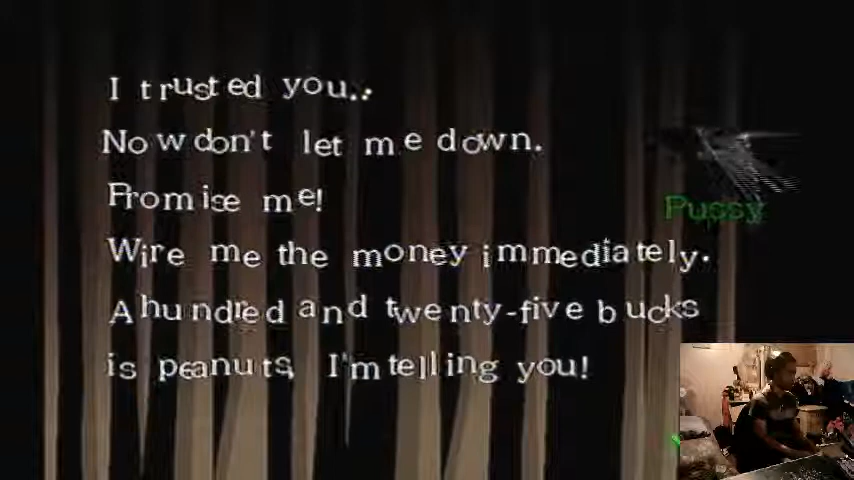 I trusted you..
Now don't let me down.
Promise me!
Wire me the money immediately.
A hundred and twenty-five bucks
is peanuts, I'm telling you!
Pussy